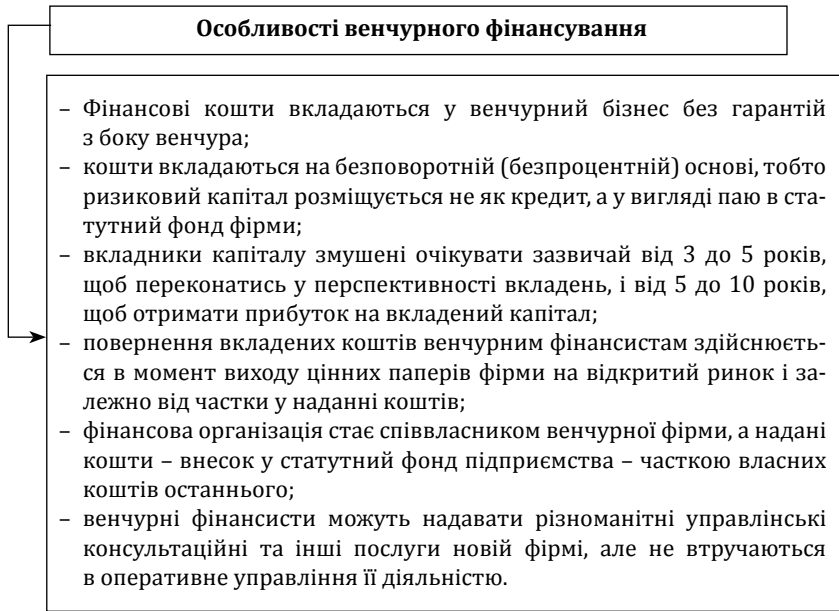 Особливості венчурного фінансування
– Фінансові кошти вкладаються у венчурний бізнес без гарантій
з боку венчура;
– кошти вкладаються на безповоротній (безпроцентній) основі, тобто
ризиковий капітал розміщується не як кредит, а у вигляді паю в ста-
тутний фонд фірми;
– вкладники капіталу змушені очікувати зазвичай від 3 до 5 років,
щоб переконатись у перспективності вкладень, і від 5 до 10 років,
щоб отримати прибуток на вкладений капітал;
– повернення вкладених коштів венчурним фінансистам здійснюєть-
ся в момент виходу цінних паперів фірми на відкритий ринок і за-
лежно від частки у наданні коштів;
– фінансова організація стає співвласником венчурної фірми, а надані
кошти – внесок у статутний фонд підприємства – часткою власних
коштів останнього;
– венчурні фінансисти можуть надавати різноманітні управлінські
консультаційні та інші послуги новій фірмі, але не втручаються
в оперативне управління її діяльністю.